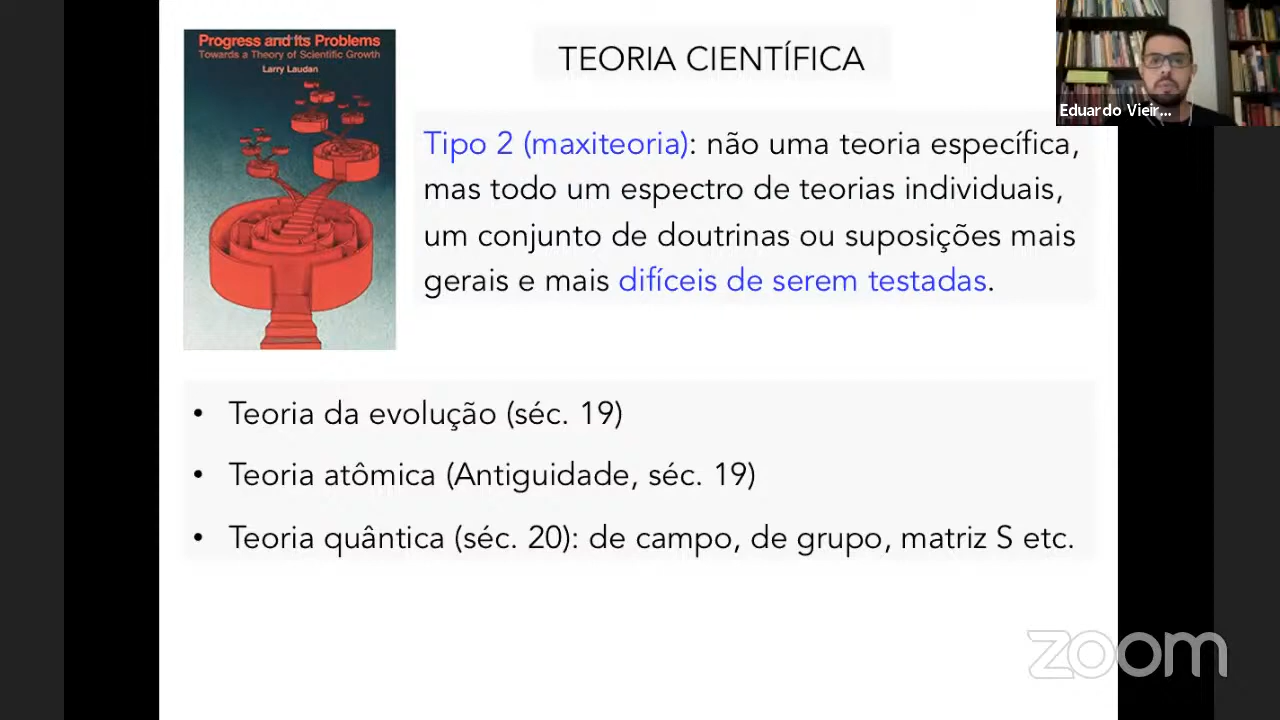 Progress and Its Problems
Towards a Theory of Scientific Growth
Larry Laudan
TEORIA CIENTÍFICA
Eduardo Vieir...
Tipo 2 (maxiteoria): não uma teoria específica,
mas todo um espectro de teorias individuais,
um conjunto de doutrinas ou suposições mais
gerais e mais difíceis de serem testadas.
• Teoria da evolução (séc. 19)
• Teoria atômica (Antiguidade, séc. 19)
• Teoria quântica (séc. 20): de campo, de grupo, matriz S etc.
zoom